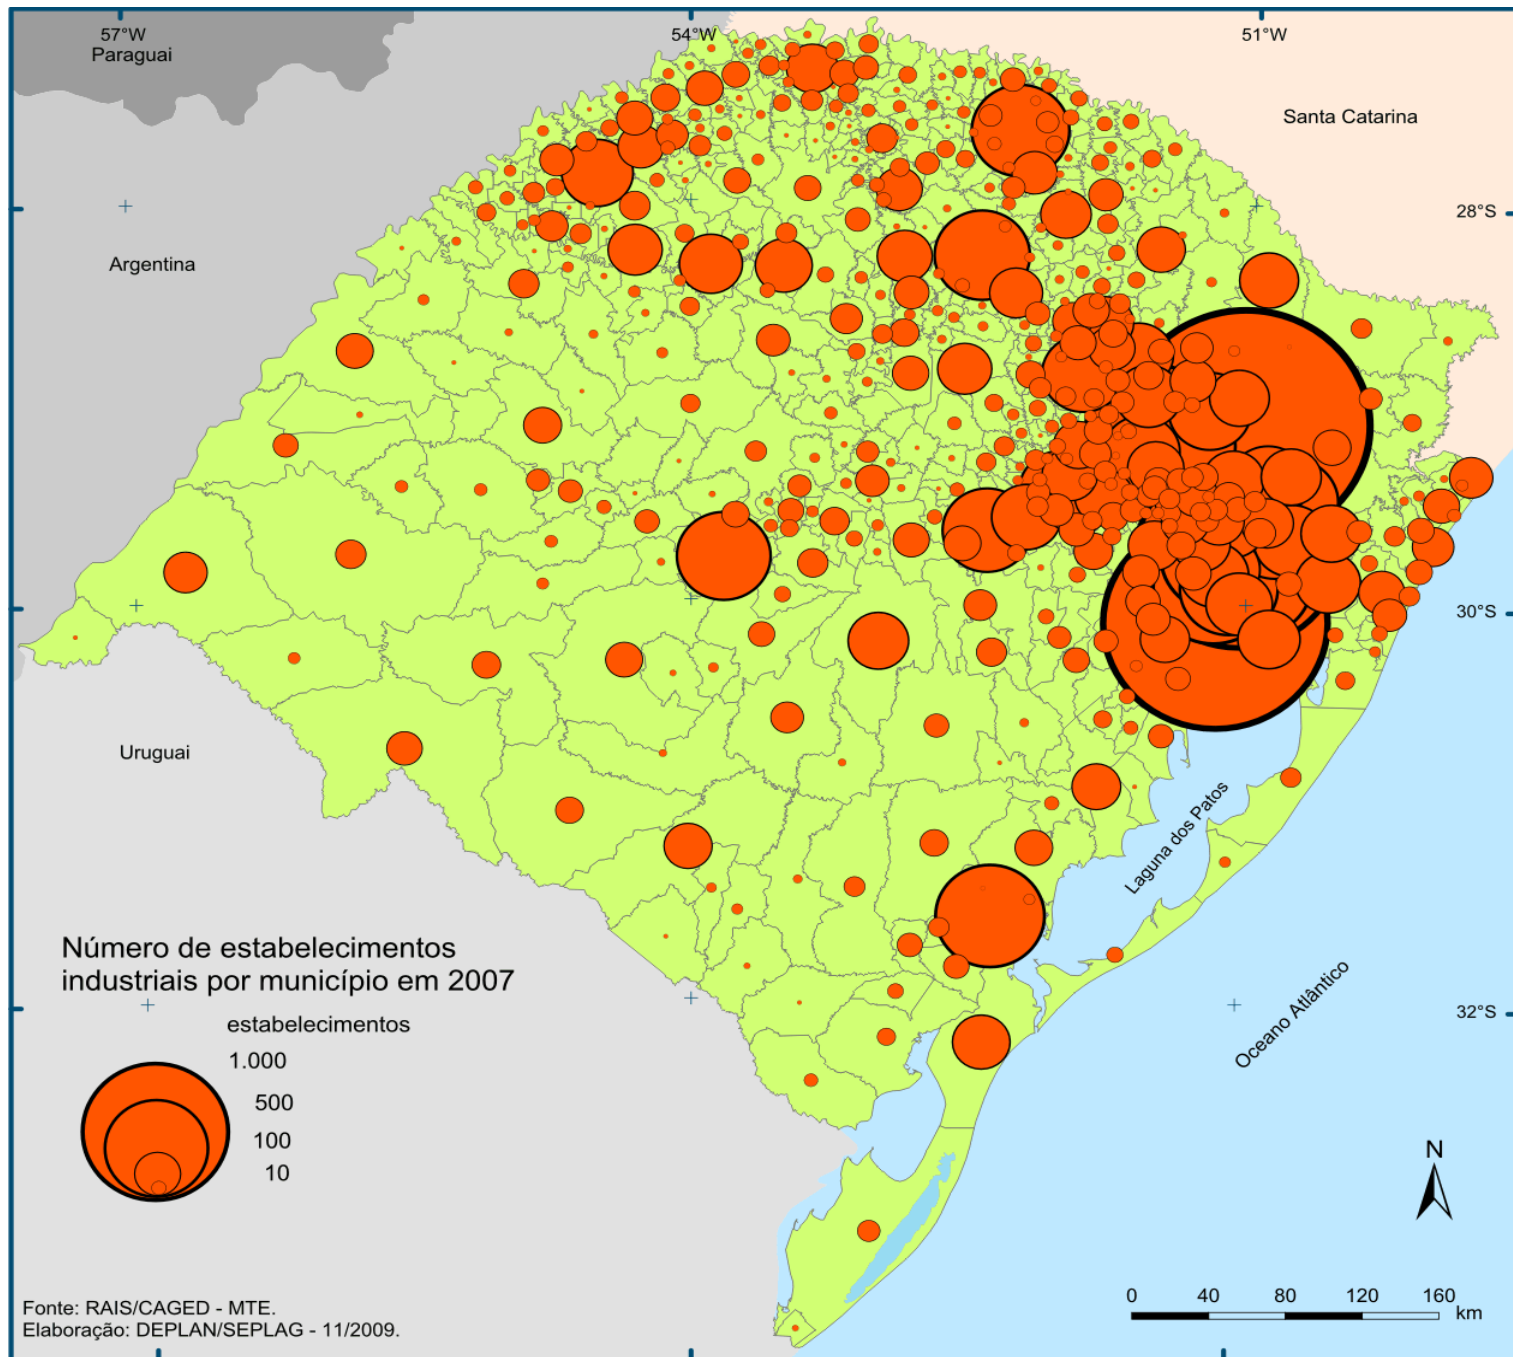 57°W
54°W
51°W
Paraguai
Santa Catarina
28°S
Argentina
30°S
Uruguai
Laguna dos Patos
Número de estabelecimentos
industriais por município em 2007
estabelecimentos
1.000
500
100
10
32°S
Oceano Atlântico
N
0 40 80 120 160
km
Fonte: RAIS/CAGED - MTE.
Elaboração: DEPLAN/SEPLAG - 11/2009.